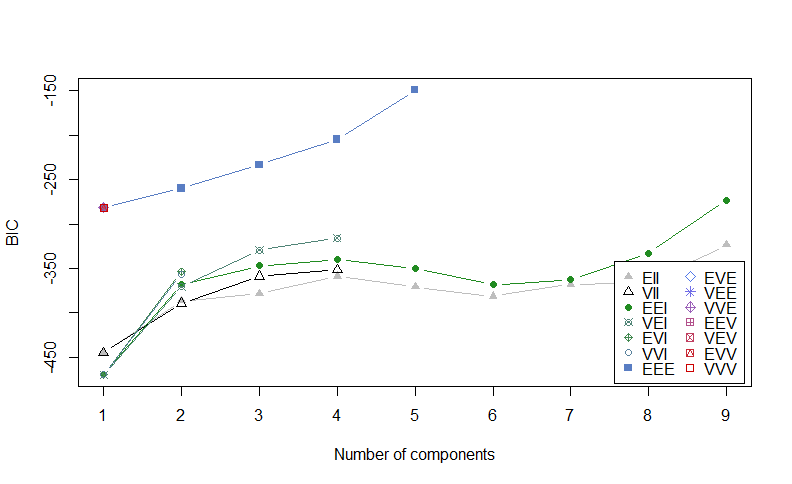 -150
-250
-350
-450
BIC
1 2 3 4 5 6 7 8 9
Number of components
EII EVE
VII VEE
EEI VVE
VEI EEV
EVI VEV
VVI EVV
EEE VVV